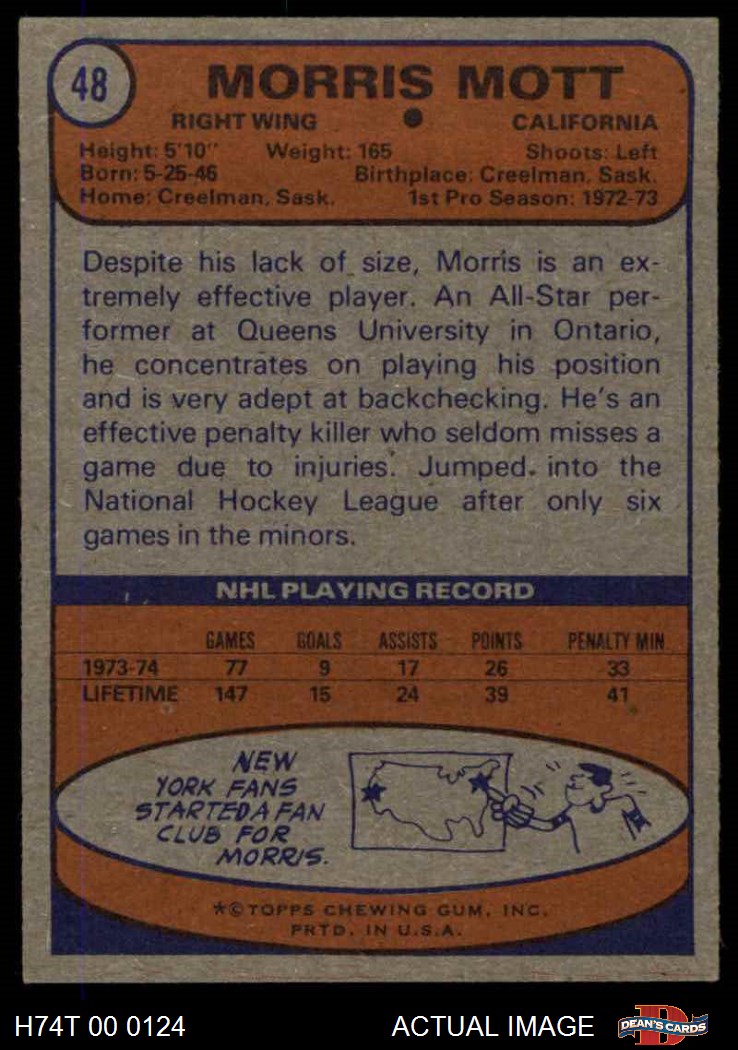 48
MORRIS MOTT
RIGHT WING CALIFORNIA
Height: 5'10" Weight: 165 Shoots: Left
Born: 5-25-46 Birthplace: Creelman, Sask.
Home: Creelman, Sask. 1st Pro Season: 1972-73
Despite his lack of size, Morris is an ex-
tremely effective player. An All-Star per-
former at Queens University in Ontario,
he concentrates on playing his position
and is very adept at backchecking. He's an
effective penalty killer who seldom misses a
game due to injuries. Jumped into the
National Hockey League after only six
games in the minors.
NHL PLAYING RECORD
GAMES GOALS ASSISTS POINTS PENALTY MIN.
1973-74 77 9 17 26 33
LIFETIME 147 15 24 39 41
NEW
YORK FANS
STARTED A FAN
CLUB FOR
MORRIS.
*©TOPPS CHEWING GUM, INC.
PRTD. IN U.S.A.
H74T 00 0124 ACTUAL IMAGE D DEAN'S CARDS